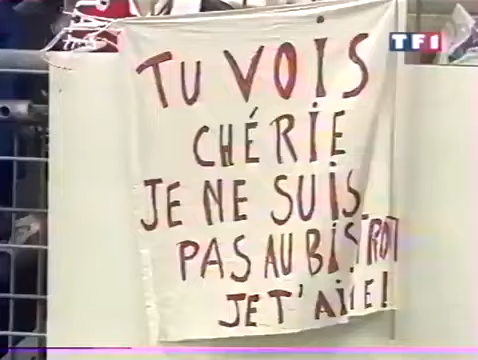 TF1
TU VOIS
CHÉRIE
JE NE SUIS
PAS AU BISTROT
JE T'AIME!